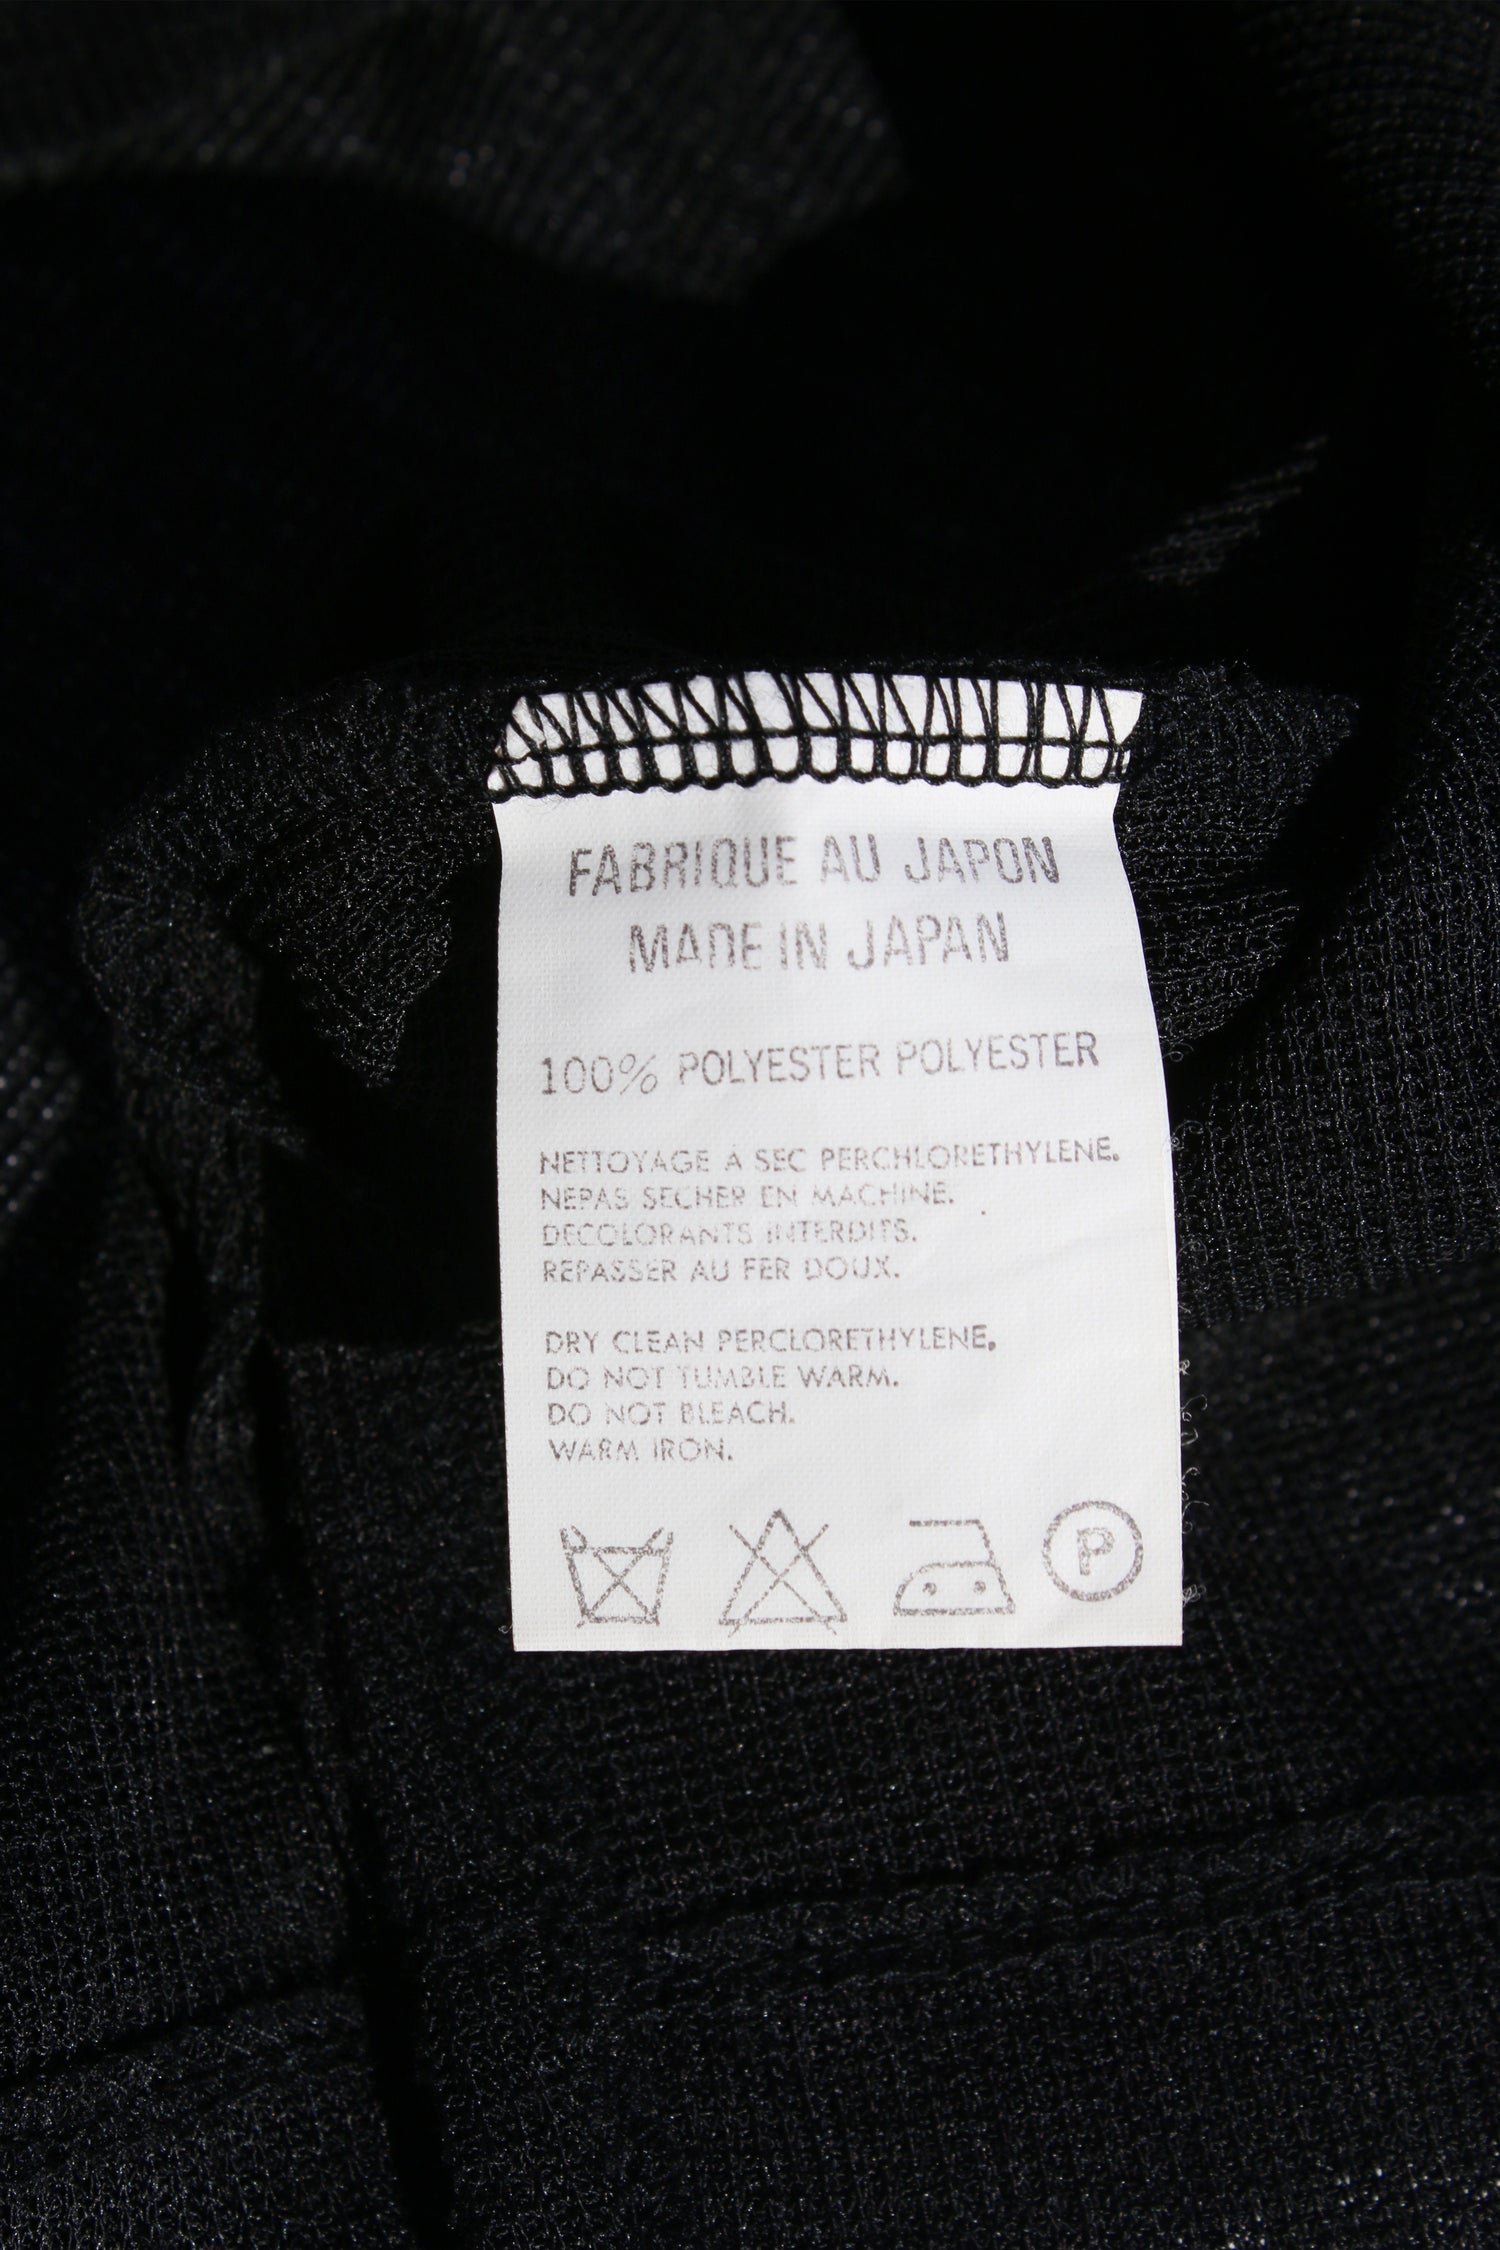 FABRIQUE AU JAPON
MADE IN JAPAN
100% POLYESTER POLYESTER
NETTOYAGE À SEC PERCHLORETHYLENE.
NEPAS SECHER EN MACHINE.
DECOLORANTS INTERDITS.
REPASSER AU FER DOUX.
DRY CLEAN PERCLORETHYLENE.
DO NOT TUMBLE WARM.
DO NOT BLEACH.
WARM IRON.
P